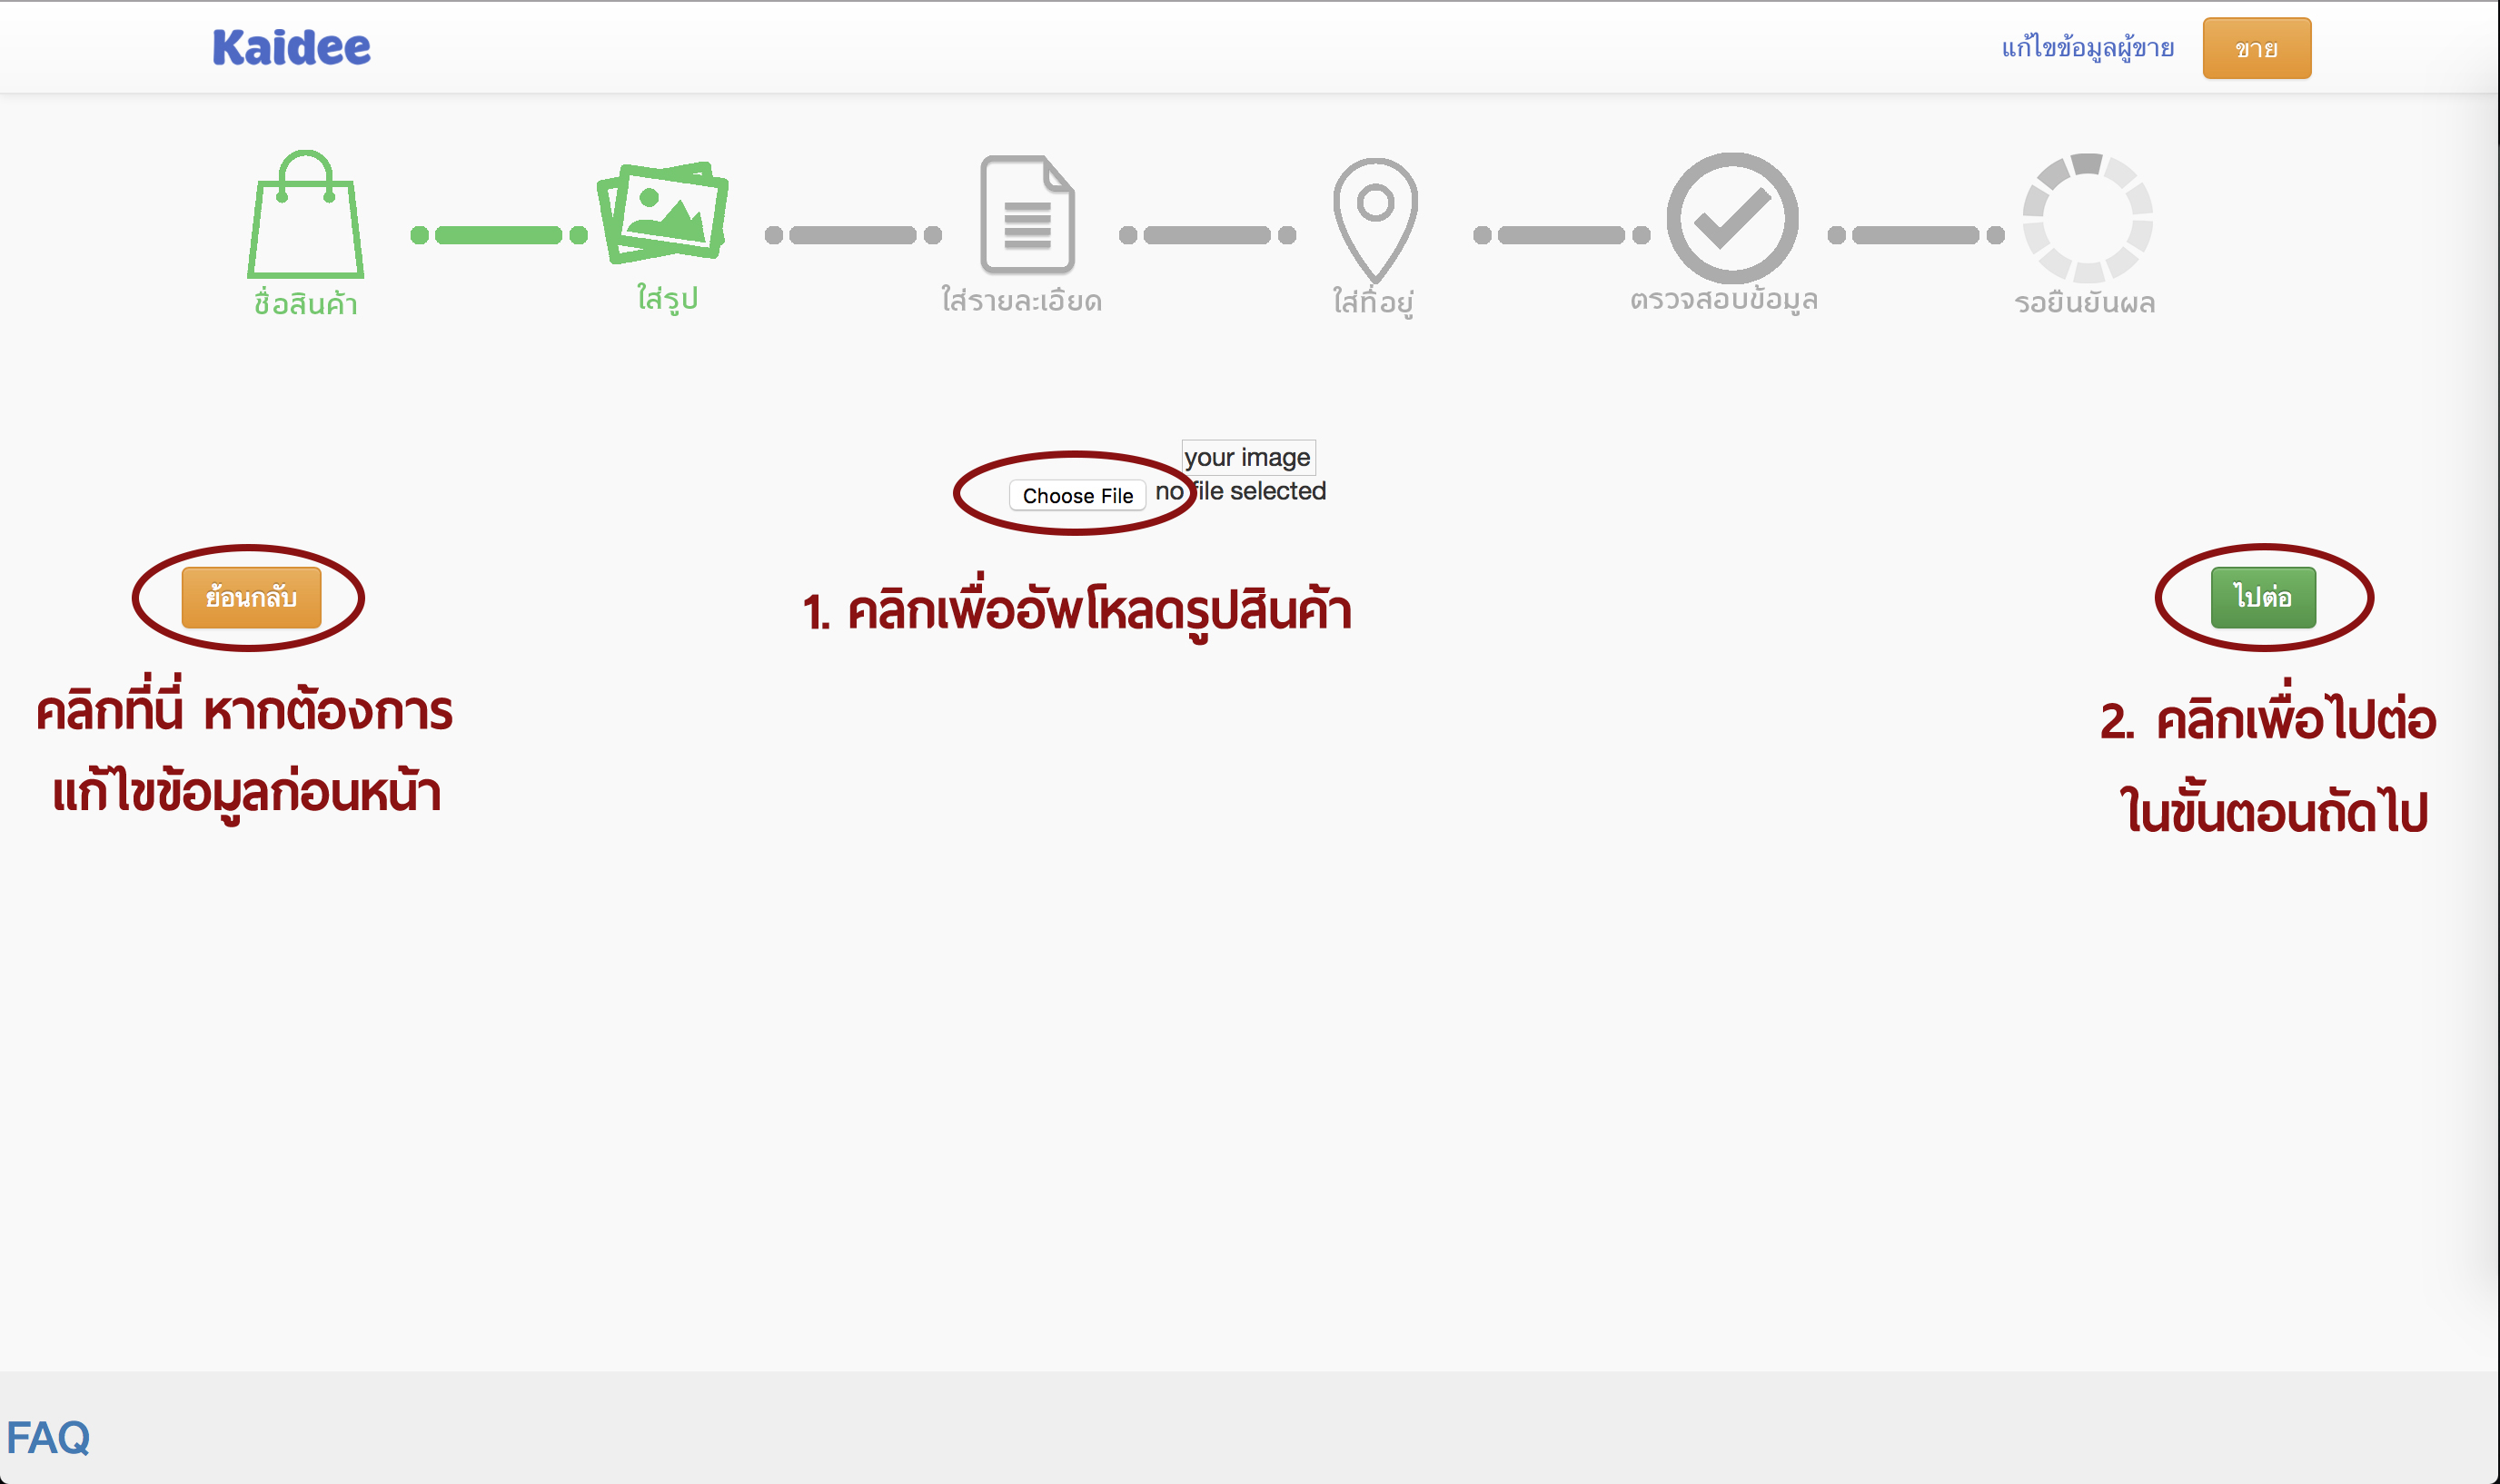 Kaidee
แก้ไขข้อมูลผู้ขาย
ขาย
ชื่อสินค้า
ใส่รูป
ใส่รายละเอียด
ใส่ที่อยู่
ตรวจสอบข้อมูล
รอยืนยันผล
your image
Choose File no file selected
ย้อนกลับ
1. คลิกเพื่ออัพโหลดรูปสินค้า
ไปต่อ
คลิกที่นี่ หากต้องการ
แก้ไขข้อมูลก่อนหน้า
2. คลิกเพื่อไปต่อ
ในขั้นตอนถัดไป
FAQ